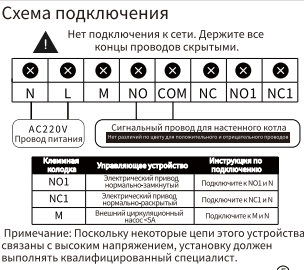 Схема подключения
Нет подключения к сети. Держите все
концы проводов скрытыми.
N L M NO COM NC NO1 NC1
AC220V
Провод питания
Сигнальный провод для настенного котла
Нет различий по цвету для положительного и отрицательного проводов
Клеммная колодка Управляющее устройство Инструкция по подключению
NO1 Электрический привод нормально-замкнутый Подключите к NO1 и N
NC1 Электрический привод нормально-раскрытый Подключите к NC1 и N
M Внешний циркуляционный насос <5A Подключите к M и N
Примечание: Поскольку некоторые цепи этого устройства
связаны с высоким напряжением, установку должен
выполнять квалифицированный специалист.